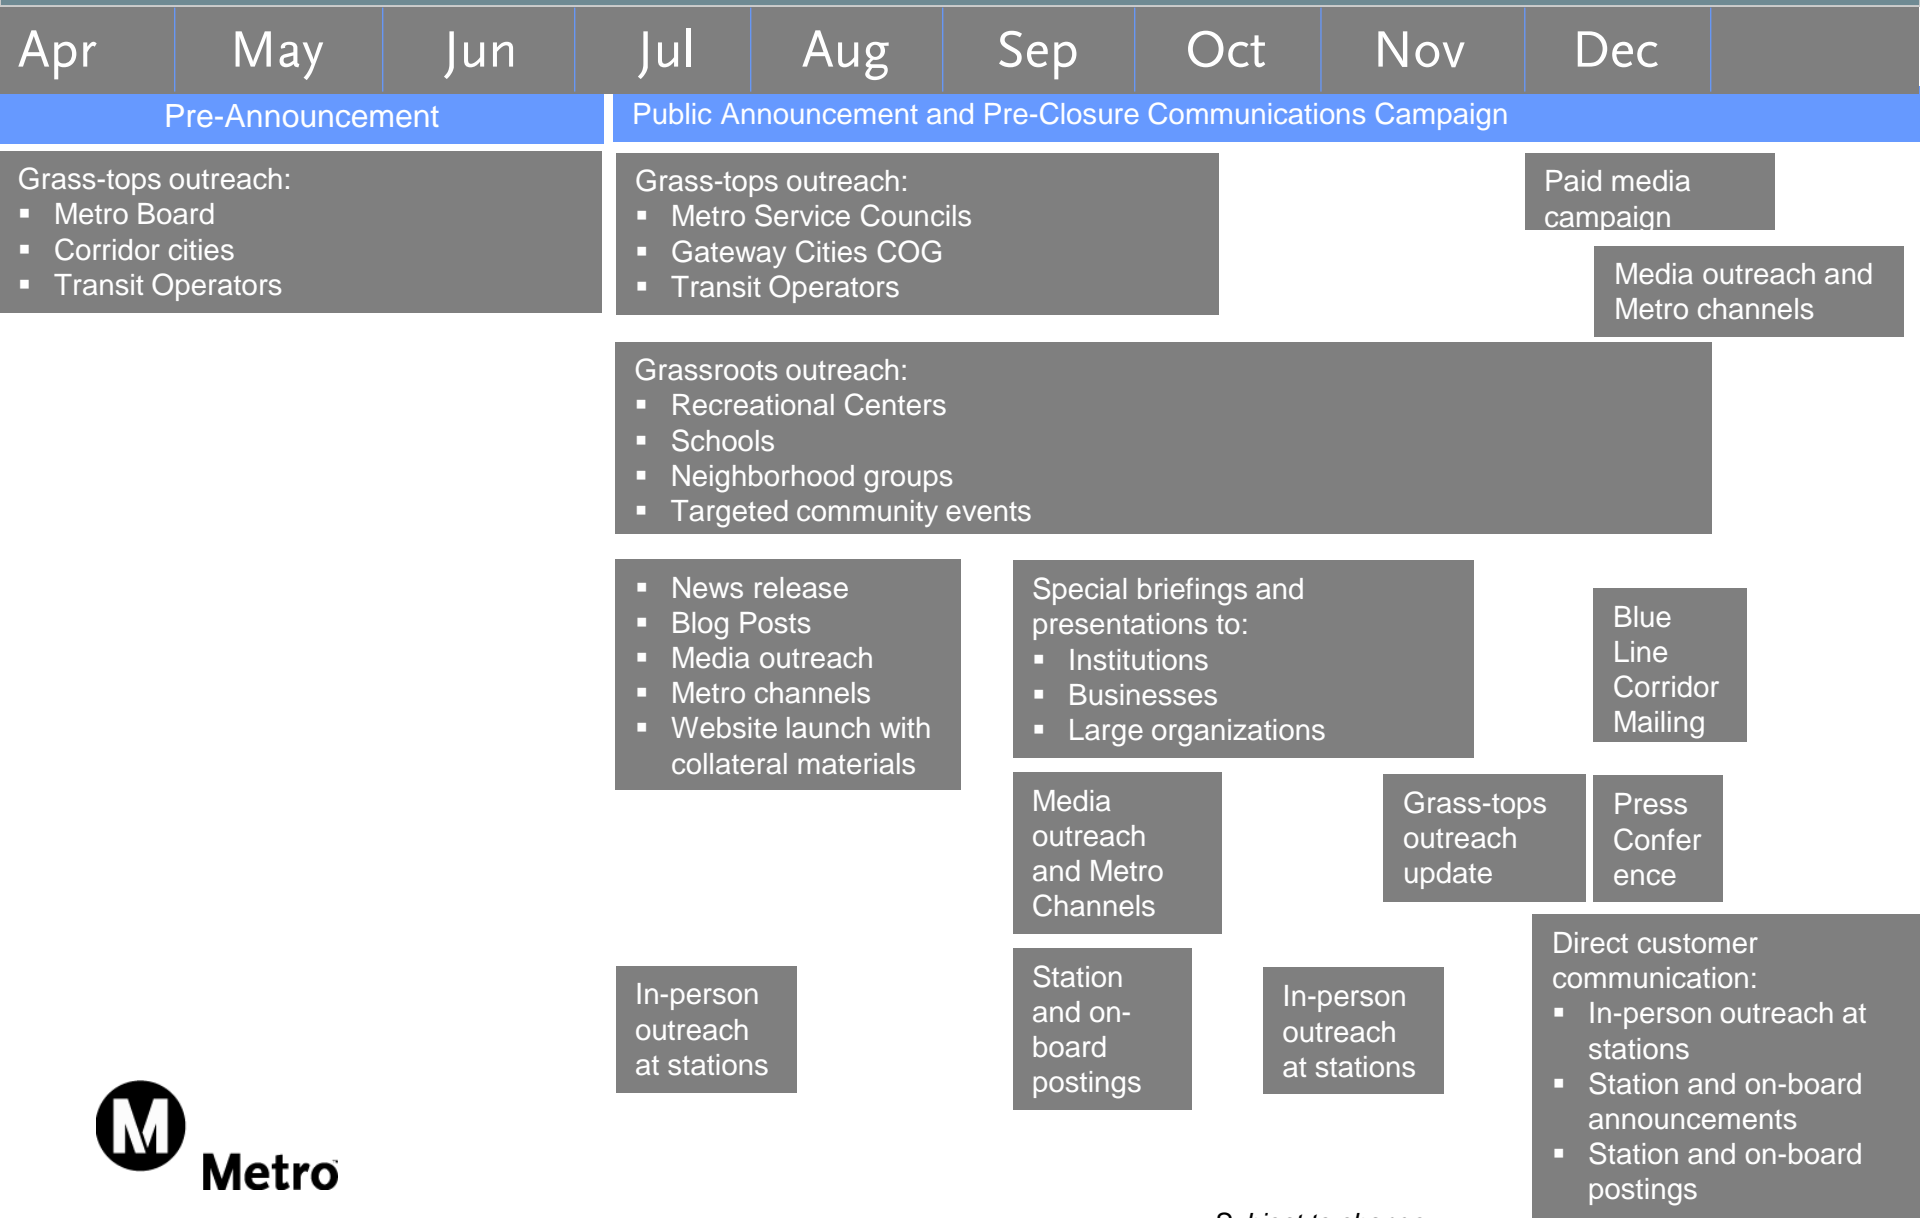 Apr May Jun Jul Aug Sep Oct Nov Dec
Pre-Announcement
Public Announcement and Pre-Closure Communications Campaign
Grass-tops outreach:
▪ Metro Board
▪ Corridor cities
▪ Transit Operators
Grass-tops outreach:
▪ Metro Service Councils
▪ Gateway Cities COG
▪ Transit Operators
Paid media
campaign
Media outreach and
Metro channels
Grassroots outreach:
▪ Recreational Centers
▪ Schools
▪ Neighborhood groups
▪ Targeted community events
▪ News release
▪ Blog Posts
▪ Media outreach
▪ Metro channels
▪ Website launch with
collateral materials
Special briefings and
presentations to:
▪ Institutions
▪ Businesses
▪ Large organizations
Blue
Line
Corridor
Mailing
Media
outreach
and Metro
Channels
Grass-tops
outreach
update
Press
Confer
ence
In-person
outreach
at stations
Station
and on-
board
postings
In-person
outreach
at stations
Direct customer
communication:
▪ In-person outreach at
stations
▪ Station and on-board
announcements
▪ Station and on-board
postings
M
Metro
Subject to change